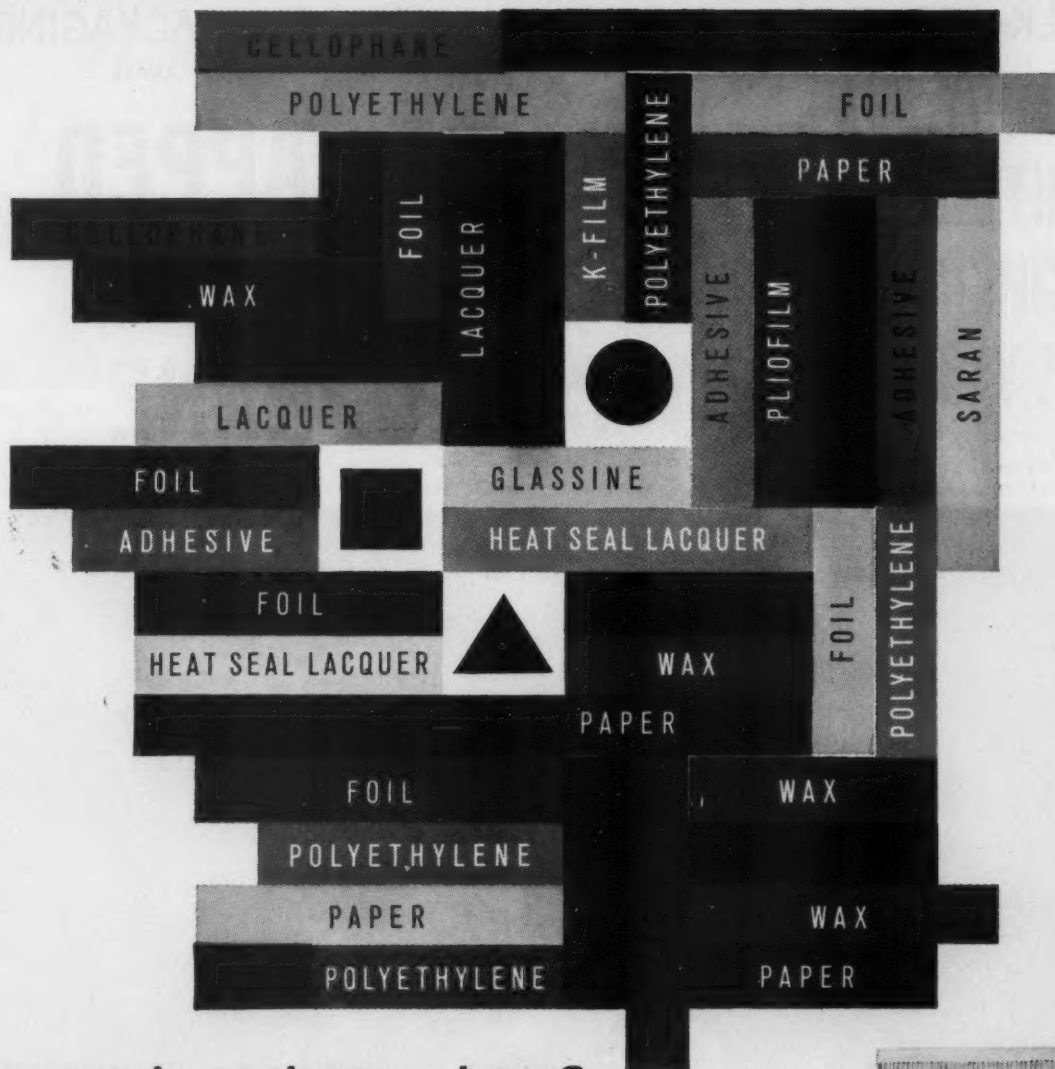 CELLOPHANE
POLYETHYLENE
POLYETHYLENE
FOIL
PAPER
FOIL
LACQUER
K-FILM
CELLOPHANE
WAX
ADHESIVE
PLIOFILM
ADHESIVE
SARAN
LACQUER
FOIL
GLASSINE
ADHESIVE
HEAT SEAL LACQUER
FOIL
FOIL
POLYETHYLENE
HEAT SEAL LACQUER
WAX
PAPER
FOIL
WAX
POLYETHYLENE
PAPER
WAX
POLYETHYLENE
PAPER